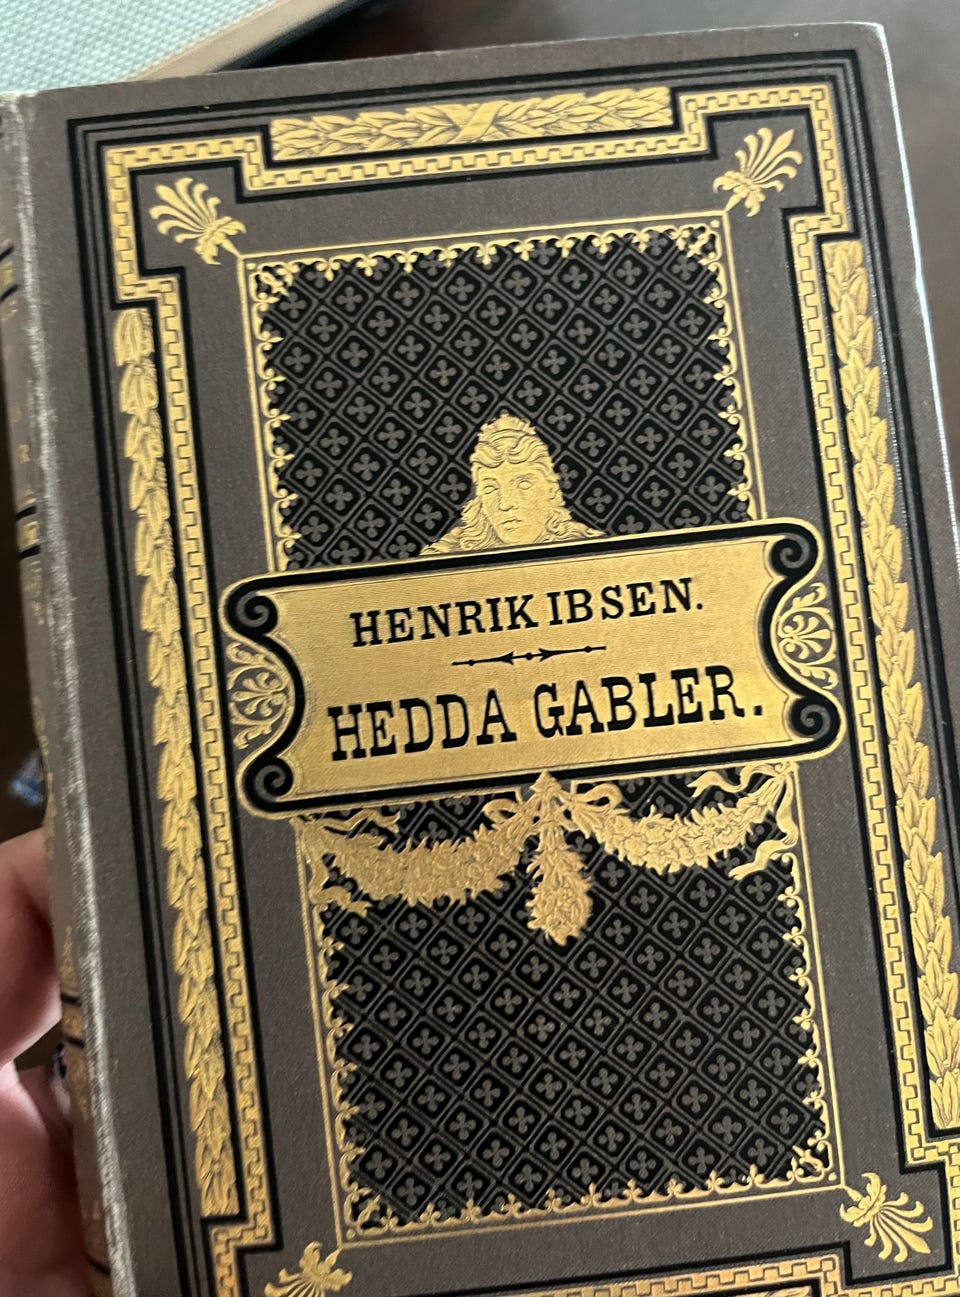 HENRIK IBSEN.
HEDDA GABLER.